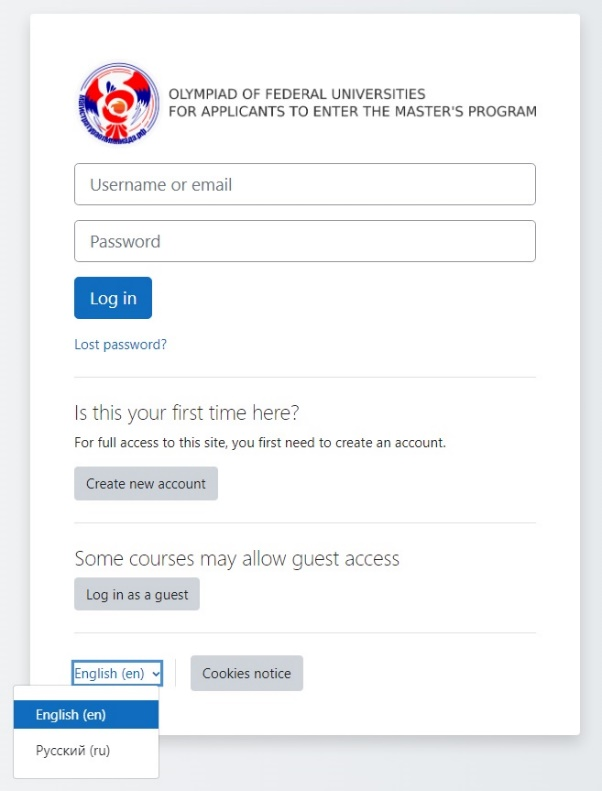 OLYMPIAD OF FEDERAL UNIVERSITIES
FOR APPLICANTS TO ENTER THE MASTER'S PROGRAM
Username or email
Password
Log in
Lost password?
Is this your first time here?
For full access to this site, you first need to create an account.
Create new account
Some courses may allow guest access
Log in as a guest
English (en)
Cookies notice
English (en)
Русский (ru)